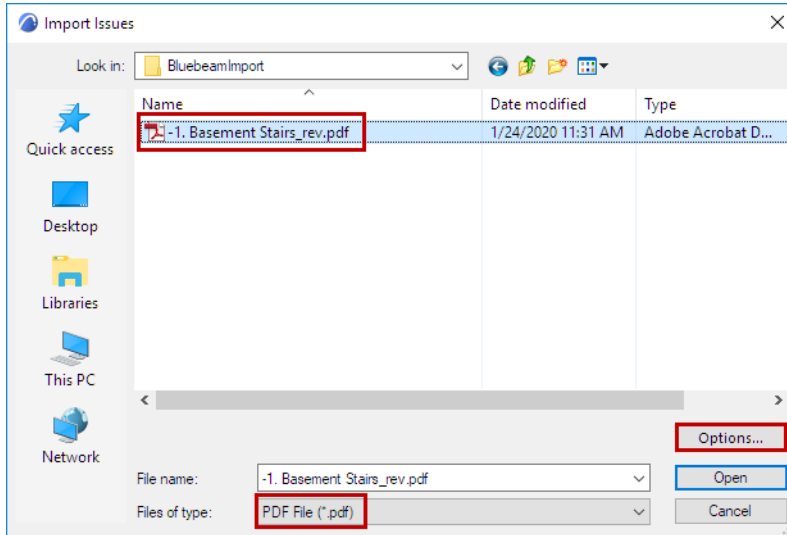 Import Issues
Look in: BluebeamImport
Name Date modified Type
-1. Basement Stairs_rev.pdf 1/24/2020 11:31 AM Adobe Acrobat D...
Quick access
Desktop
Libraries
This PC
Network
Options...
File name: -1. Basement Stairs_rev.pdf Open
Files of type: PDF File (*.pdf) Cancel